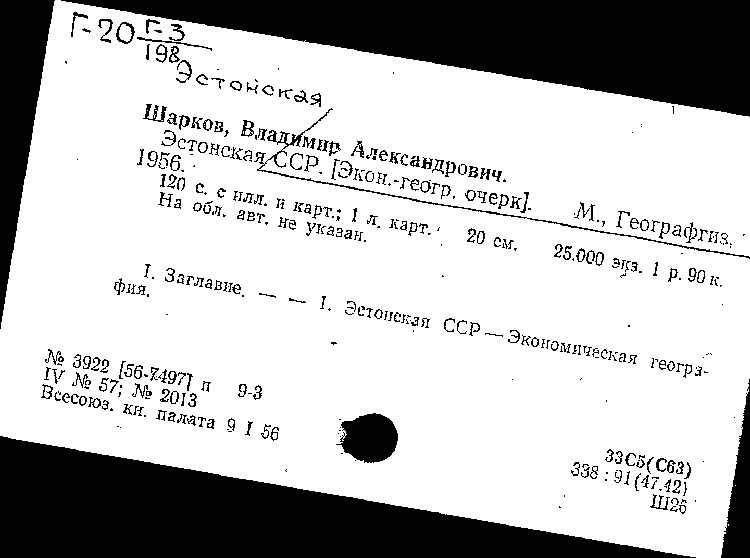 Г-20 Г-3
198
Эстонская
Шарков, Владимир Александрович.
Эстонская ССР. [Экон.-геогр. очерк]. М., Географгиз,
1956.
120 с. с илл. и карт.; 1 л. карт. 20 см. 25.000 экз. 1 р. 90 к.
На обл. авт. не указан.
I. Заглавие. — — 1. Эстонская ССР — Экономическая геогра-
фия.
№ 3922 [56-7497] п 9-3
IV № 57; № 2013
Всесоюз. кн. палата 9 I 56
33С5(С63)
338 : 91(47.42)
Ш26